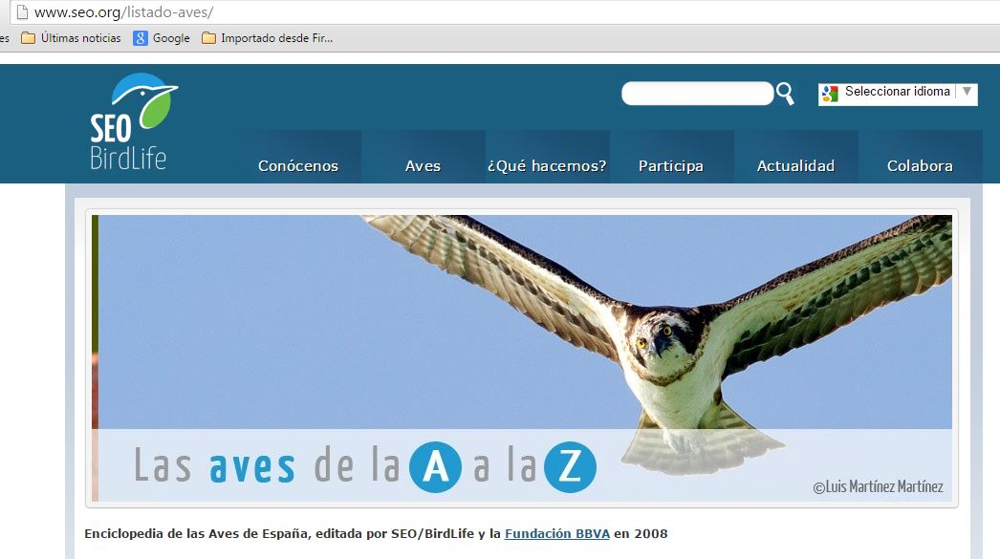 www.seo.org/listado-aves/
es Últimas noticias Google Importado desde Fir...
Seleccionar idioma
SEO
BirdLife
Conócenos Aves ¿Qué hacemos? Participa Actualidad Colabora
Las aves de la A a la Z
©Luis Martínez Martínez
Enciclopedia de las Aves de España, editada por SEO/BirdLife y la Fundación BBVA en 2008